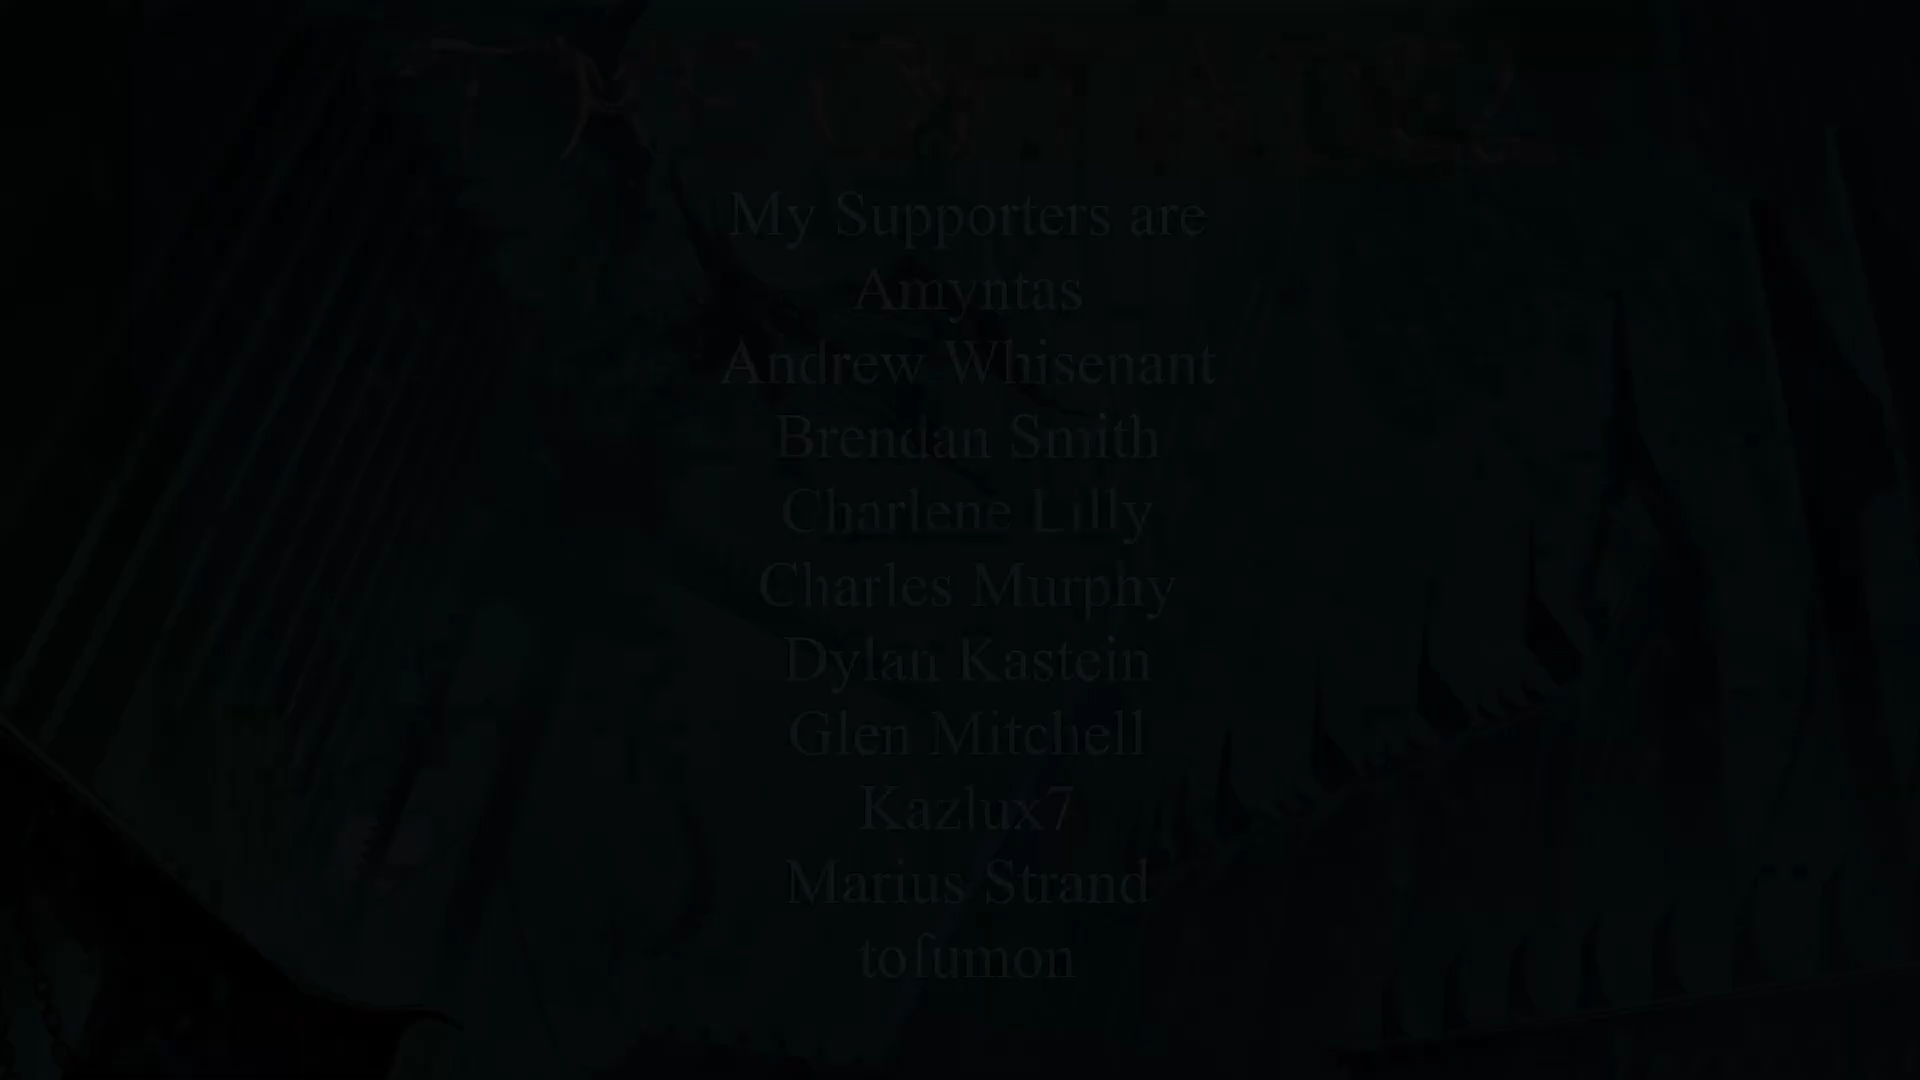 My Supporters are
Amyntas
Andrew Whisenant
Brendan Smith
Charlene Lilly
Charles Murphy
Dylan Kastein
Glen Mitchell
Kazlux7
Marius Strand
tofumon